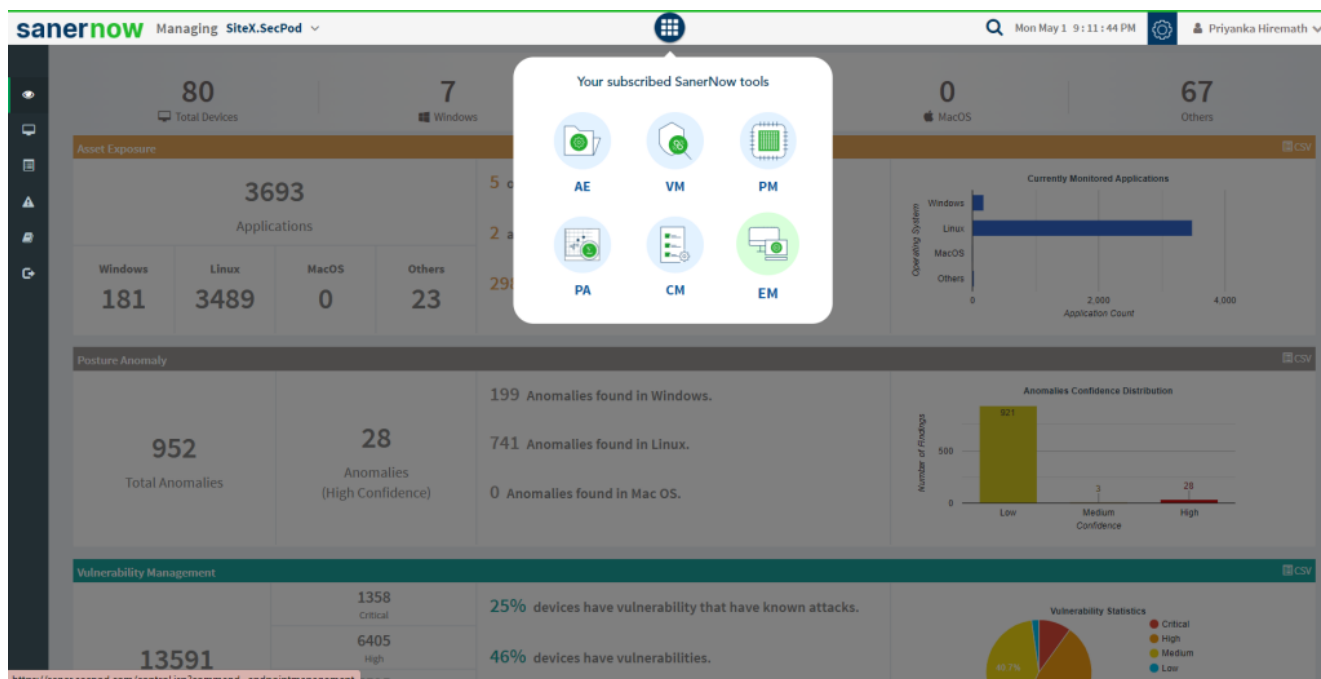 sanernow Managing SiteX.SecPod Mon May 1 9:11:44 PM Priyanka Hiremath
Your subscribed SanerNow tools
AE VM PM
PA CM EM
80
Total Devices
7
Windows
0
MacOS
67
Others
Asset Exposure CSV
3693
Applications
Windows Linux MacOS Others
181 3489 0 23
5
2
298
Currently Monitored Applications
Operating System
Windows
Linux
MacOS
Others
0 2,000 4,000
Application Count
Posture Anomaly CSV
952
Total Anomalies
28
Anomalies
(High Confidence)
199 Anomalies found in Windows.
741 Anomalies found in Linux.
0 Anomalies found in Mac OS.
Anomalies Confidence Distribution
Number of Findings
500
0
921
3
28
Low Medium High
Confidence
Vulnerability Management CSV
13591
1358
Critical
6405
High
25% devices have vulnerability that have known attacks.
46% devices have vulnerabilities.
Vulnerability Statistics
Critical
High
Medium
Low